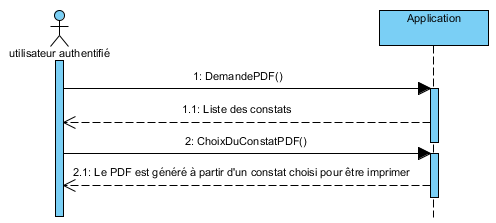 Application
utilisateur authentifié
1: DemandePDF()
1.1: Liste des constats
2: ChoixDuConstatPDF()
2.1: Le PDF est généré à partir d'un constat choisi pour être imprimer